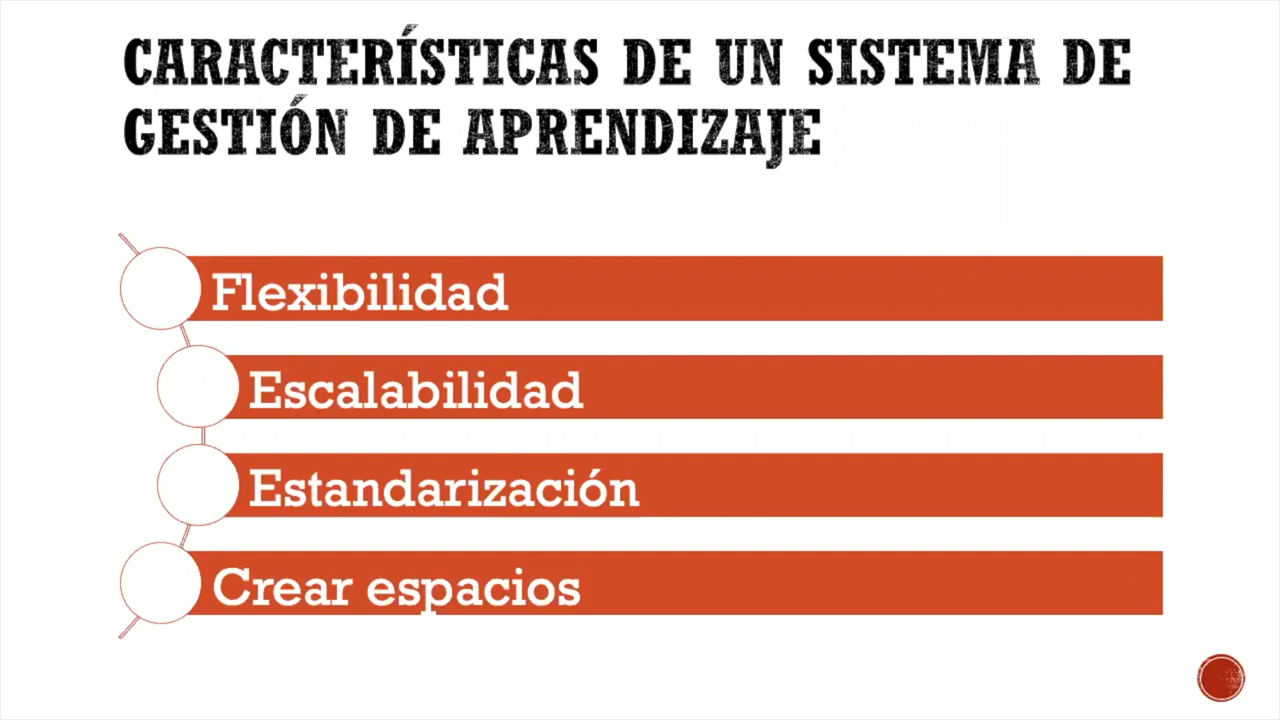 CARACTERÍSTICAS DE UN SISTEMA DE
GESTIÓN DE APRENDIZAJE
Flexibilidad
Escalabilidad
Estandarización
Crear espacios